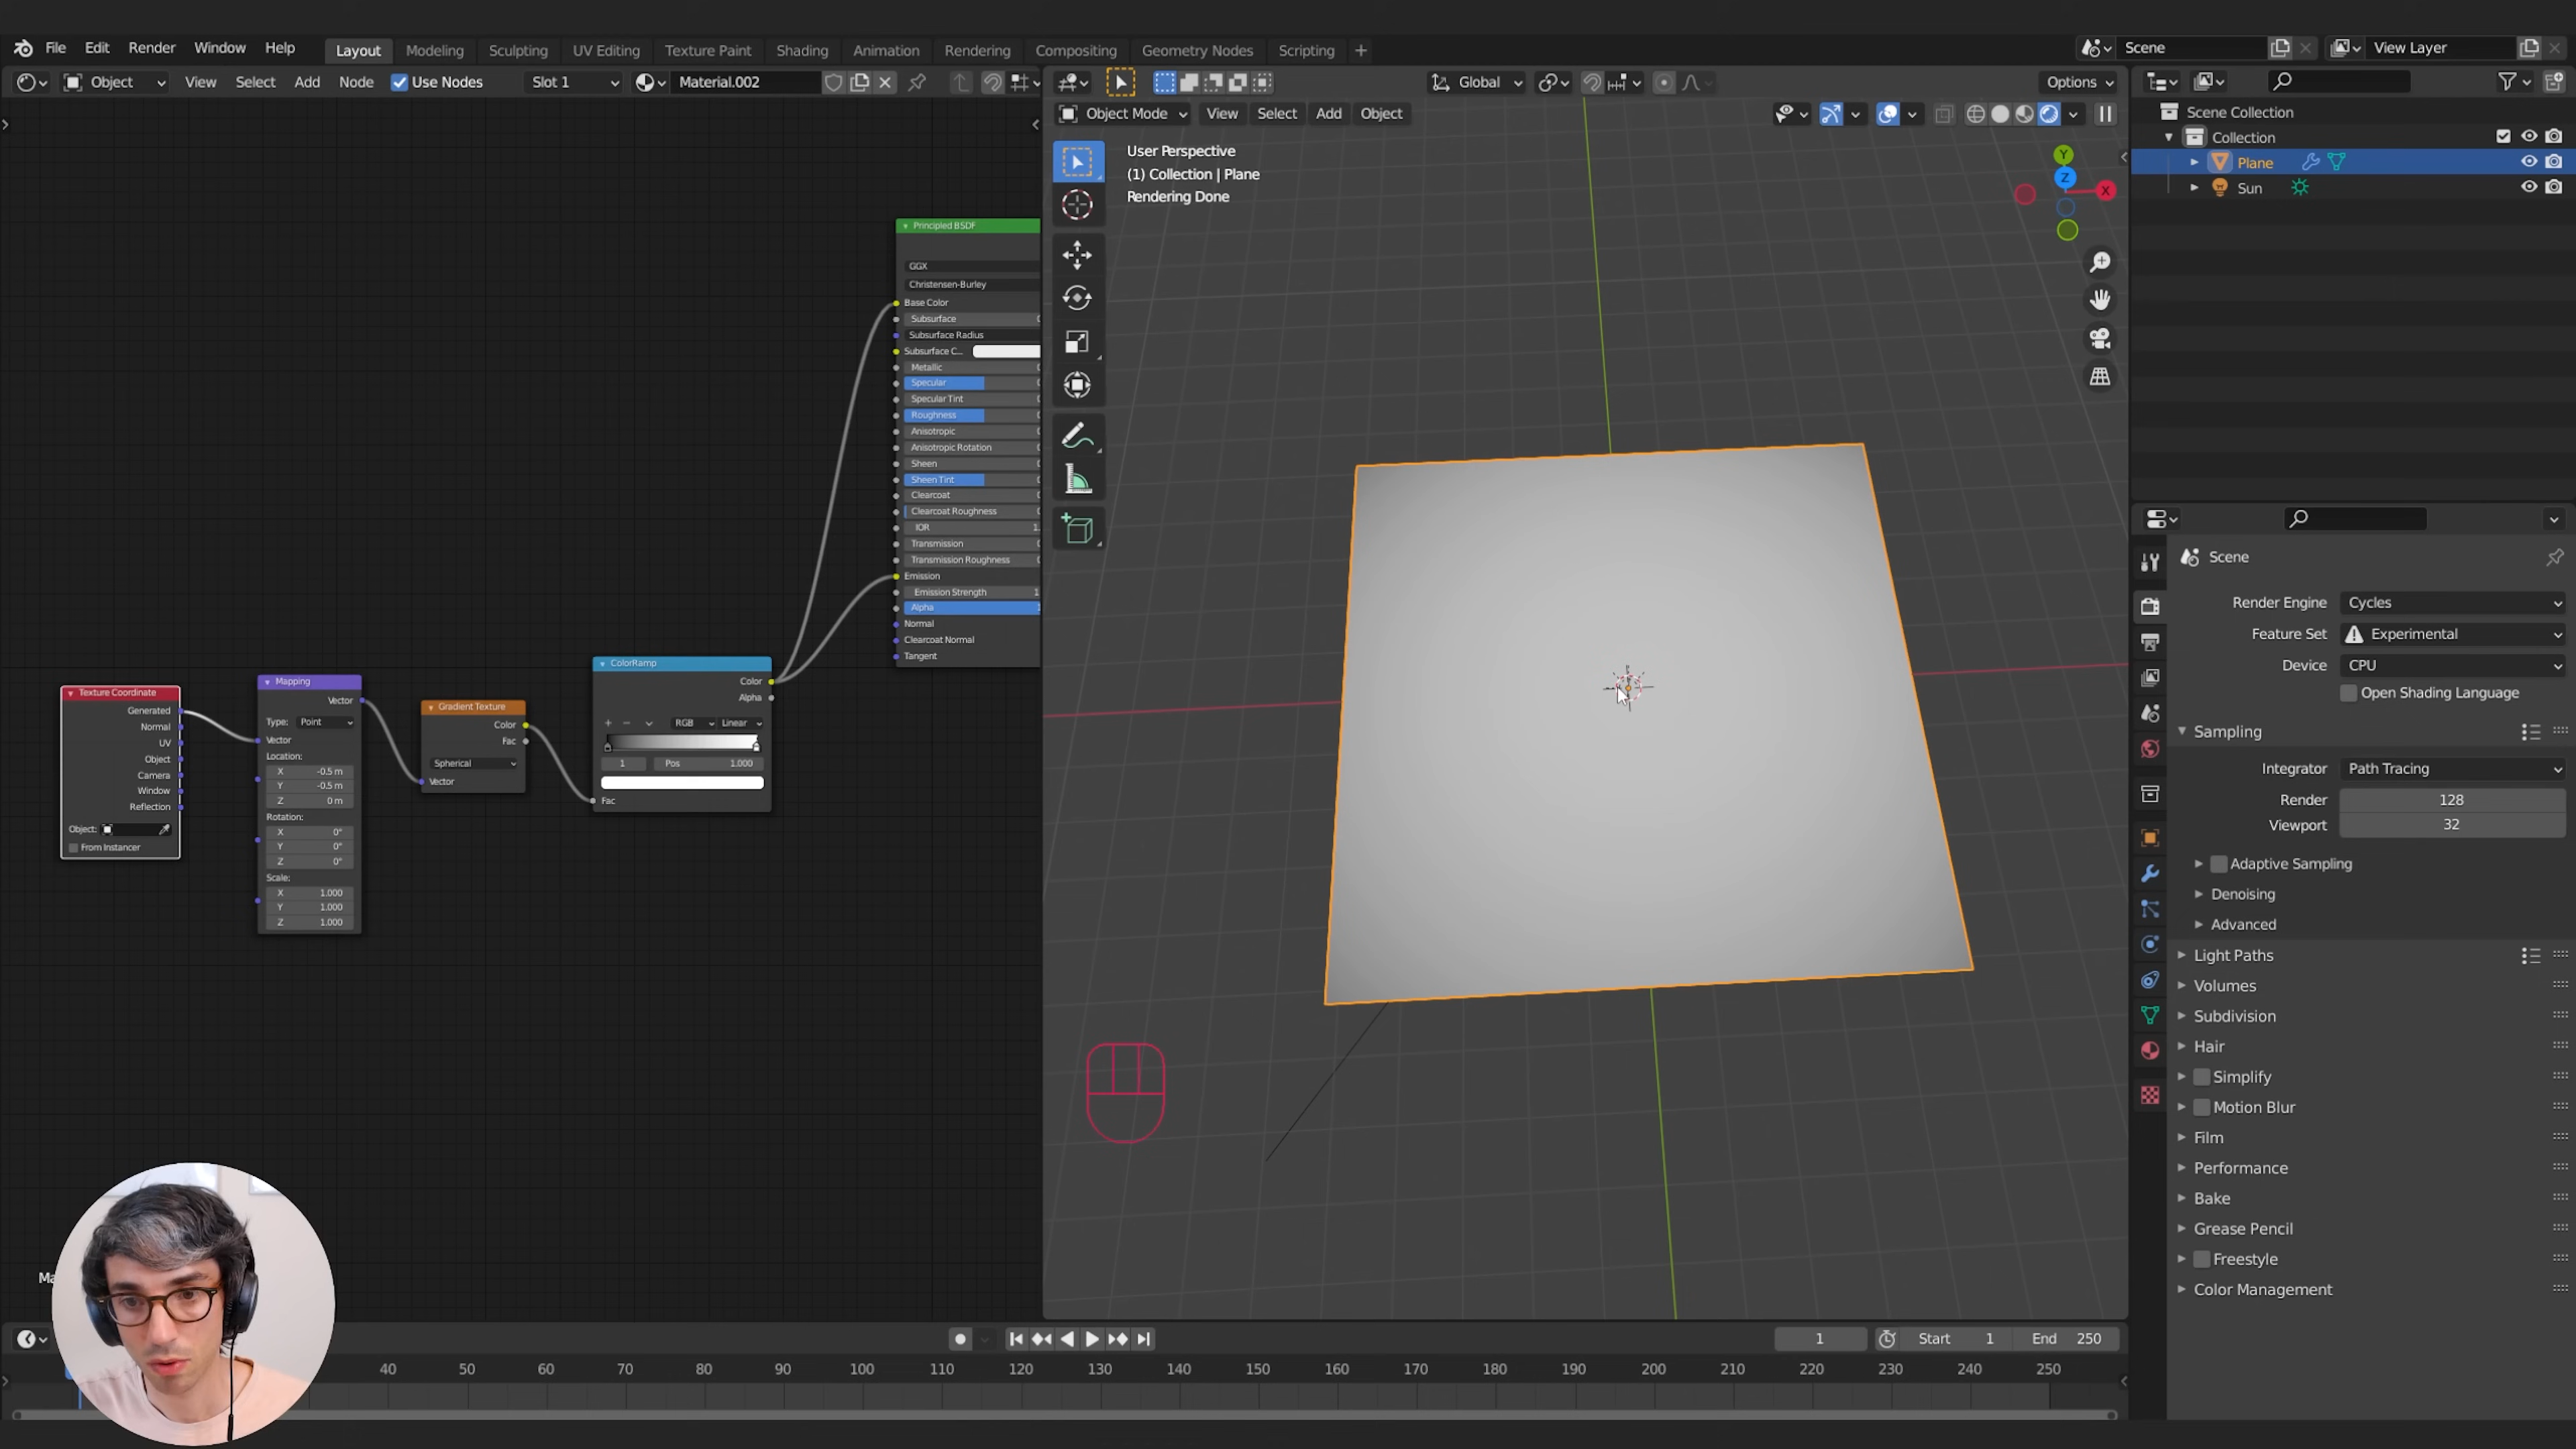 File Edit Render Window Help Layout Modeling Sculpting UV Editing Texture Paint Shading Animation Rendering Compositing Geometry Nodes Scripting + Scene View Layer
Object View Select Add Node Use Nodes Slot 1 Material.002 Global Options
Object Mode View Select Add Object
User Perspective
(1) Collection | Plane
Rendering Done
Y
Z
X
Scene Collection
Collection
Plane
Sun
Principled BSDF
GGX
Christensen-Burley
Base Color
Subsurface
Subsurface Radius
Subsurface C...
Metallic
Specular
Specular Tint
Roughness
Anisotropic
Anisotropic Rotation
Sheen
Sheen Tint
Clearcoat
Clearcoat Roughness
IOR 1.
Transmission
Transmission Roughness
Emission
Emission Strength 1
Alpha 1
Normal
Clearcoat Normal
Tangent
Texture Coordinate
Generated
Normal
UV
Object
Camera
Window
Reflection
Object:
From Instancer
Mapping
Vector
Type: Point
Vector
Location:
X -0.5 m
Y -0.5 m
Z 0 m
Rotation:
X 0°
Y 0°
Z 0°
Scale:
X 1.000
Y 1.000
Z 1.000
Gradient Texture
Color
Fac
Spherical
Vector
ColorRamp
Color
Alpha
RGB Linear
1 Pos 1.000
Fac
Scene
Render Engine Cycles
Feature Set Experimental
Device CPU
Open Shading Language
Sampling
Integrator Path Tracing
Render 128
Viewport 32
Adaptive Sampling
Denoising
Advanced
Light Paths
Volumes
Subdivision
Hair
Simplify
Motion Blur
Film
Performance
Bake
Grease Pencil
Freestyle
Color Management
Ma
1 Start 1 End 250
40 50 60 70 80 90 100 110 120 130 140 150 160 170 180 190 200 210 220 230 240 250